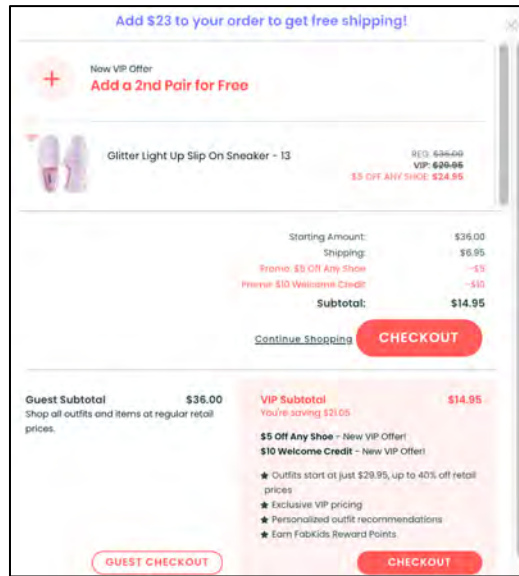 Add $23 to your order to get free shipping!
New VIP Offer
Add a 2nd Pair for Free
Glitter Light Up Slip On Sneaker - 13
REG: $36.00
VIP: $29.95
$5 OFF ANY SHOE: $24.95
Starting Amount: $36.00
Shipping: $6.95
Promo: $5 Off Any Shoe -$5
Promo: $10 Welcome Credit -$10
Subtotal: $14.95
Continue Shopping CHECKOUT
Guest Subtotal $36.00
Shop all outfits and items at regular retail
prices.
GUEST CHECKOUT
VIP Subtotal $14.95
You're saving $21.05
$5 Off Any Shoe - New VIP Offer!
$10 Welcome Credit - New VIP Offer!
★ Outfits start at just $29.95, up to 40% off retail
prices
★ Exclusive VIP pricing
★ Personalized outfit recommendations
★ Earn FabKids Reward Points
CHECKOUT